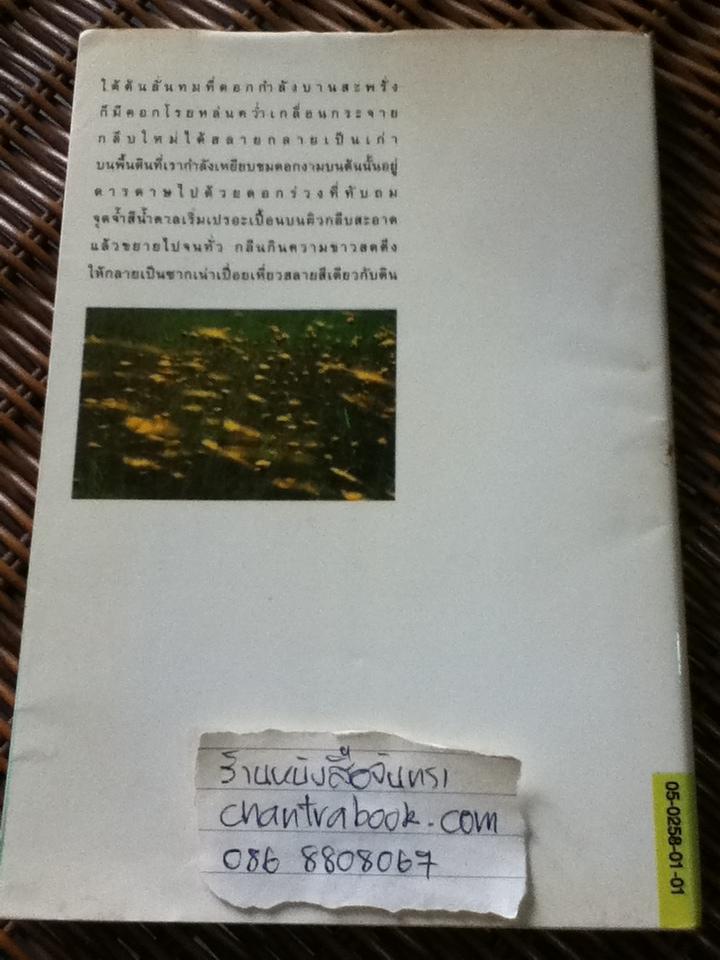 ใต้ต้นลั่นทมที่ดอกกำลังบานสะพรั่ง
ก็มีดอกโรยหล่นคว่ำเกลื่อนกระจาย
กลีบใหม่ได้สลายกลายเป็นเก่า
บนพื้นดินที่เรากำลังเหยียบชมดอกงามบนต้นนั้นอยู่
ดารดาษไปด้วยดอกร่วงที่ทับถม
จุดจ้ำสีน้ำตาลเริ่มเปรอะเปื้อนบนผิวกลีบสะอาด
แล้วขยายไปจนทั่ว กลืนกินความขาวสดดึง
ให้กลายเป็นซากเน่าเปื่อยเหี่ยวสลายสีเดียวกับดิน
ร้านหนังสือจันทรา
chantrabook.com
086 8808067
05-0258-01-01